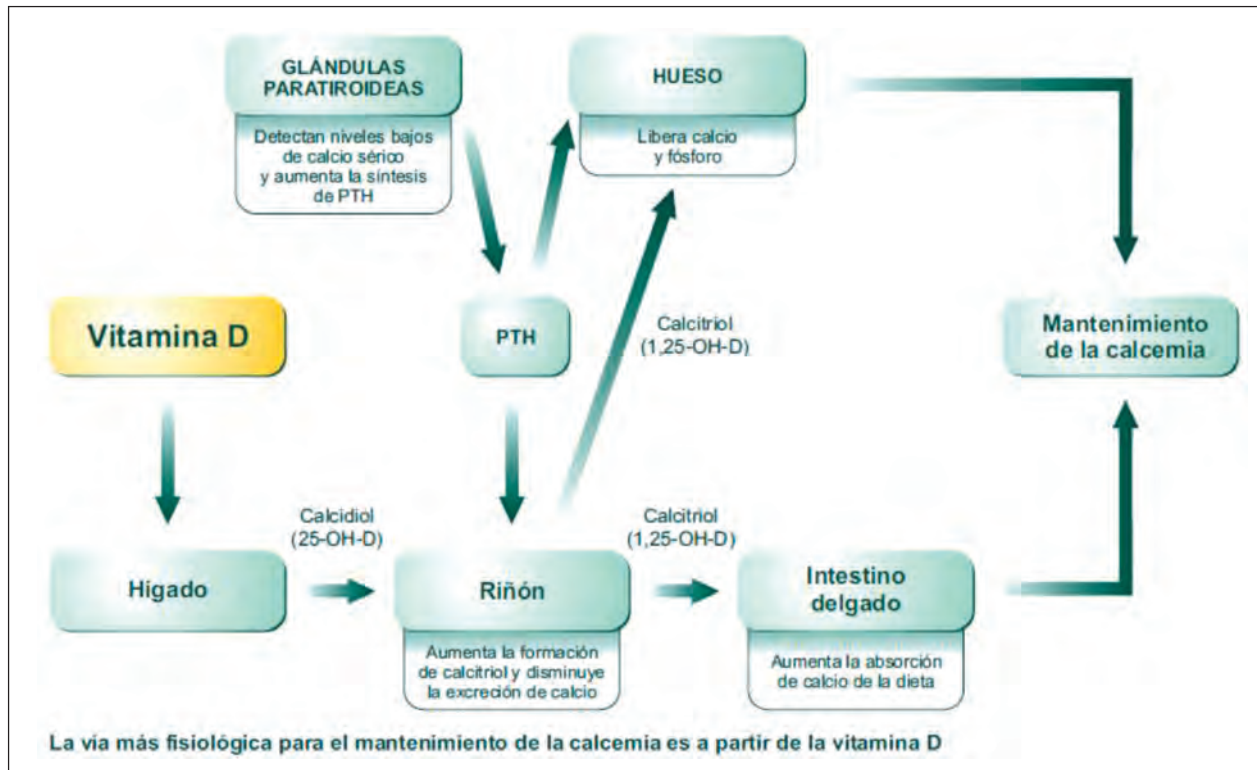 GLÁNDULAS
PARATIROIDEAS
Detectan niveles bajos
de calcio sérico
y aumenta la síntesis
de PTH
HUESO
Libera calcio
y fósforo
Vitamina D
PTH
Calcitriol
(1,25-OH-D)
Mantenimiento
de la calcemia
Hígado
Calcidiol
(25-OH-D)
Riñón
Aumenta la formación
de calcitriol y disminuye
la excreción de calcio
Calcitriol
(1,25-OH-D)
Intestino
delgado
Aumenta la absorción
de calcio de la dieta
La vía más fisiológica para el mantenimiento de la calcemia es a partir de la vitamina D